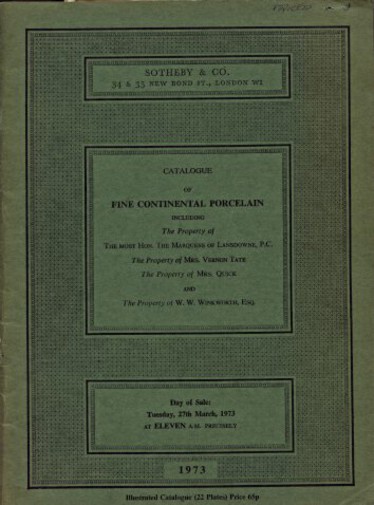 SOTHEBY & CO.
34 & 35 NEW BOND ST., LONDON W1
CATALOGUE
OF
FINE CONTINENTAL PORCELAIN
INCLUDING
The Property of
THE MOST HON. THE MARQUESS OF LANSDOWNE, P.C.
The Property of MRS. VERNON TATE
The Property of MRS. QUICK
AND
The Property of W. W. WINKWORTH, ESQ.
Day of Sale:
Tuesday, 27th March, 1973
AT ELEVEN A.M. PRECISELY
1973
Illustrated Catalogue (22 Plates) Price 65p